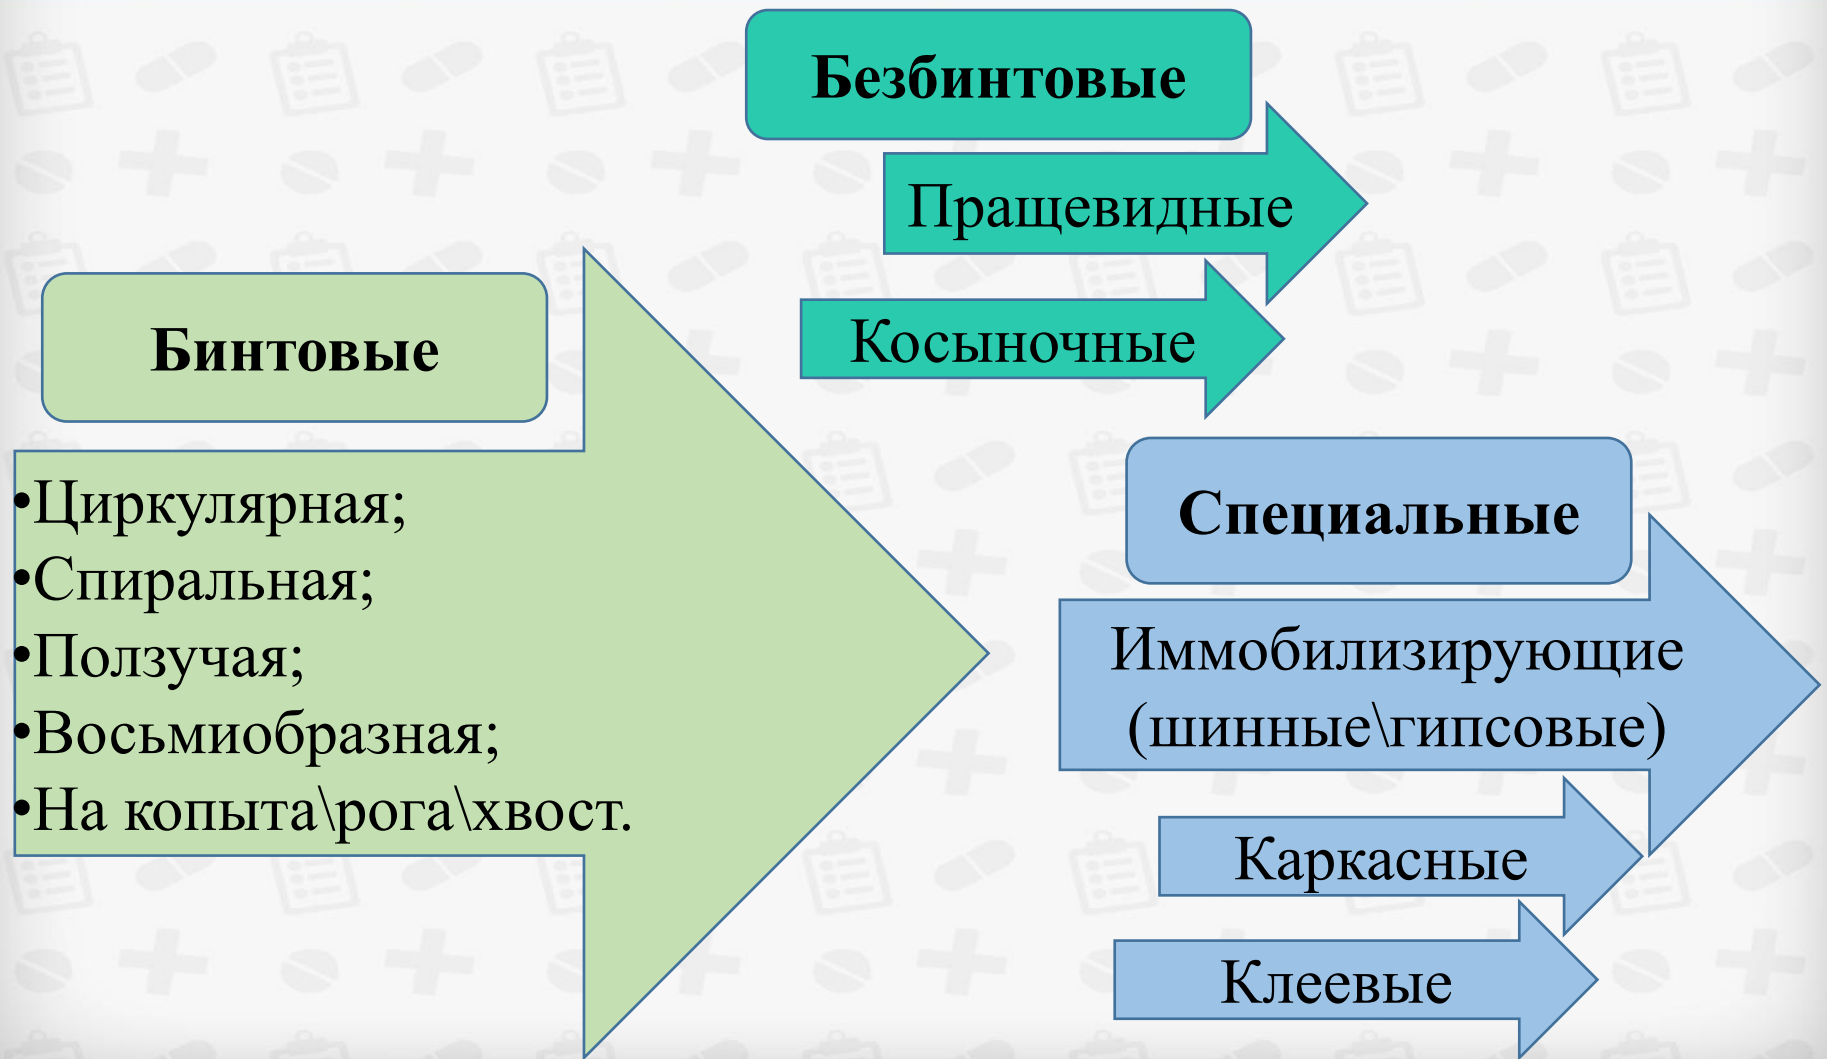 Безбинтовые
Пращевидные
Косыночные
Бинтовые
•Циркулярная;
•Спиральная;
•Ползучая;
•Восьмиобразная;
•На копыта\рога\хвост.
Специальные
Иммобилизирующие
(шинные\гипсовые)
Каркасные
Клеевые